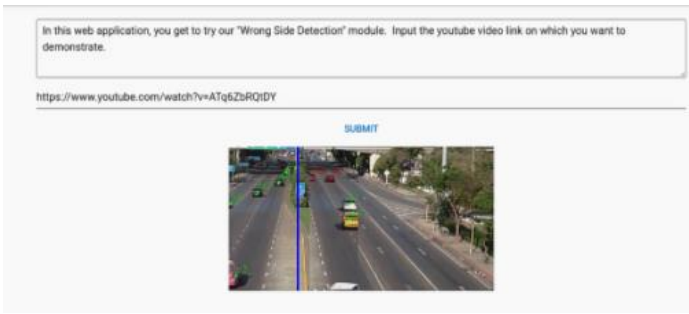 In this web application, you get to try our "Wrong Side Detection" module. Input the youtube video link on which you want to
demonstrate.
https://www.youtube.com/watch?v=ATq6ZbRQtDY
SUBMIT